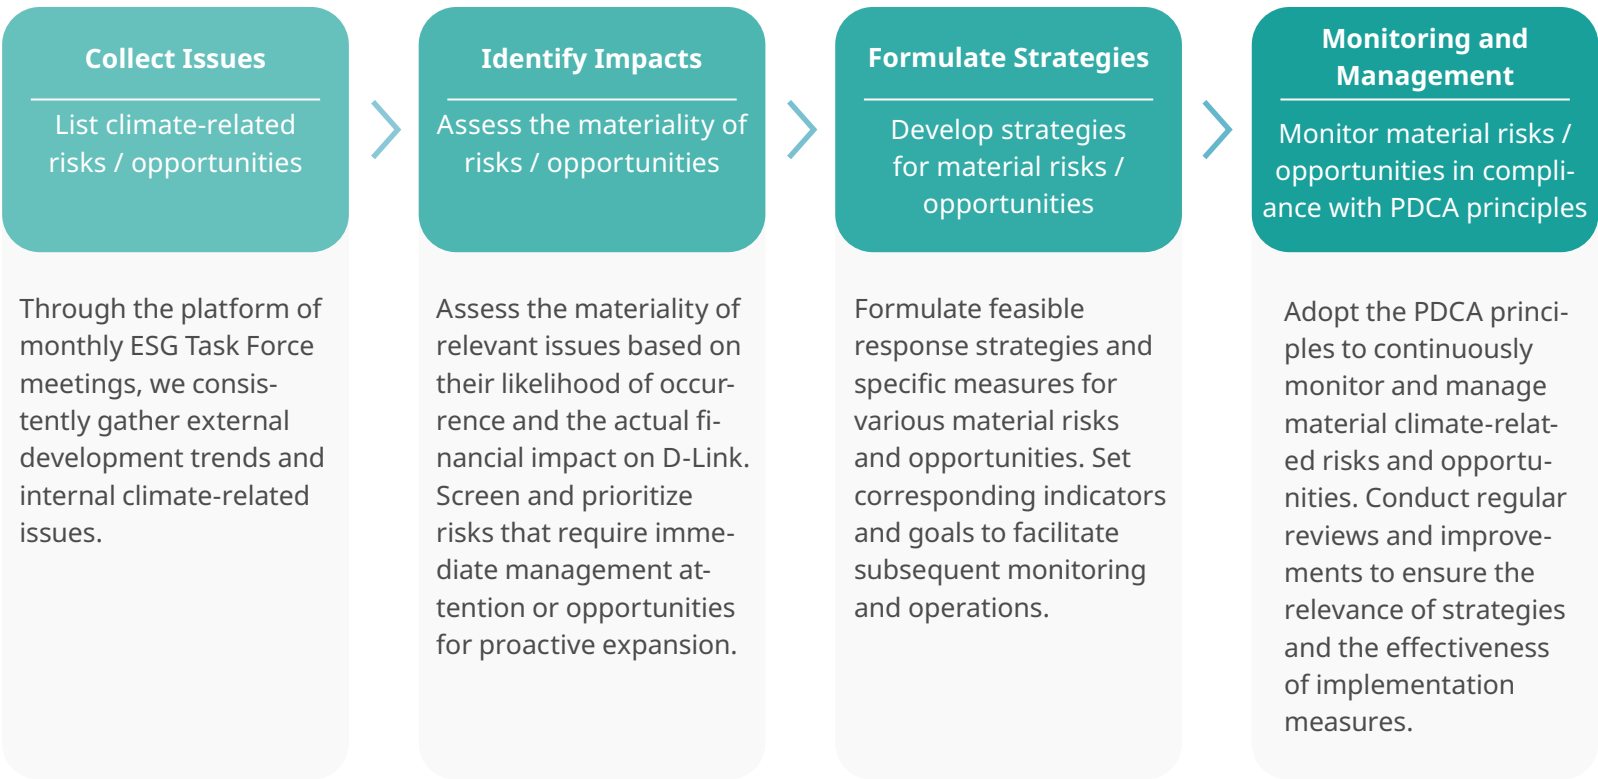 Collect Issues
List climate-related
risks / opportunities
Through the platform of
monthly ESG Task Force
meetings, we consis-
tently gather external
development trends and
internal climate-related
issues.
Identify Impacts
Assess the materiality of
risks / opportunities
Assess the materiality of
relevant issues based on
their likelihood of occur-
rence and the actual fi-
nancial impact on D-Link.
Screen and prioritize
risks that require imme-
diate management at-
tention or opportunities
for proactive expansion.
Formulate Strategies
Develop strategies
for material risks /
opportunities
Formulate feasible
response strategies and
specific measures for
various material risks
and opportunities. Set
corresponding indicators
and goals to facilitate
subsequent monitoring
and operations.
Monitoring and
Management
Monitor material risks /
opportunities in compli-
ance with PDCA principles
Adopt the PDCA princi-
ples to continuously
monitor and manage
material climate-relat-
ed risks and opportu-
nities. Conduct regular
reviews and improve-
ments to ensure the
relevance of strategies
and the effectiveness
of implementation
measures.